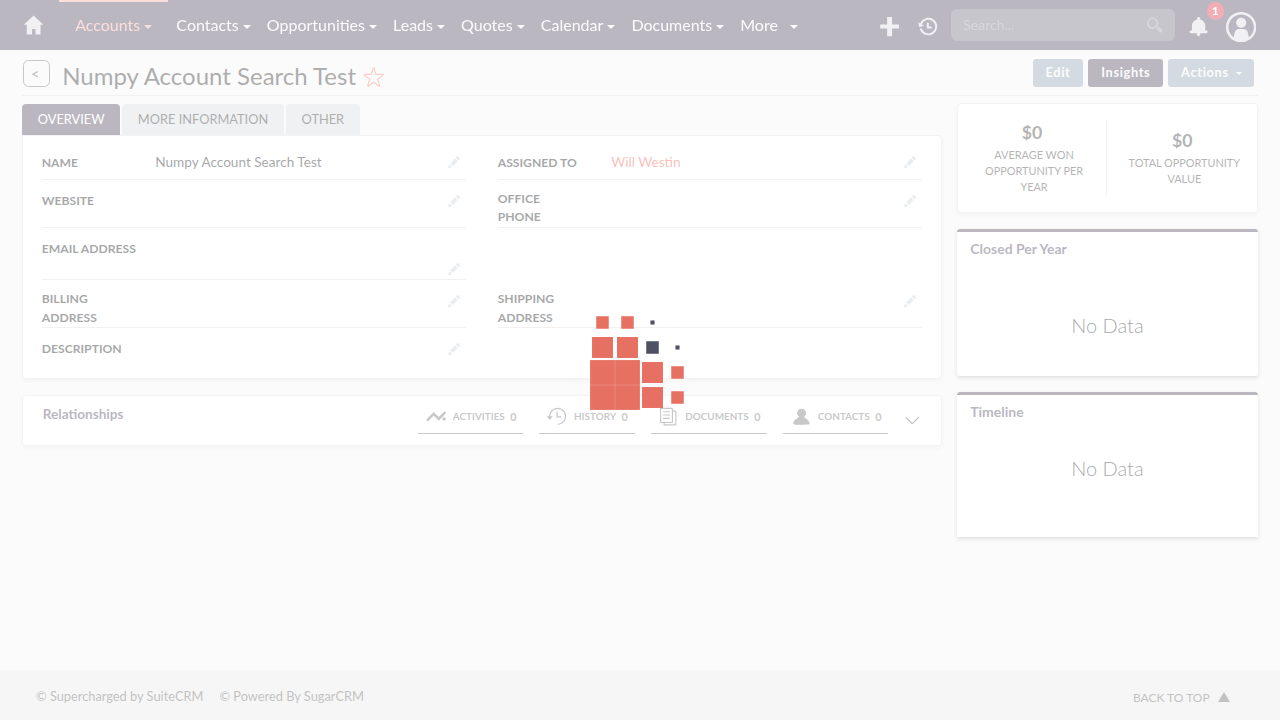 Accounts Contacts Opportunities Leads Quotes Calendar Documents More Search... 1
< Numpy Account Search Test Edit Insights Actions
OVERVIEW MORE INFORMATION OTHER
NAME Numpy Account Search Test ASSIGNED TO Will Westin
WEBSITE OFFICE PHONE
EMAIL ADDRESS
BILLING ADDRESS SHIPPING ADDRESS
DESCRIPTION
Relationships ACTIVITIES 0 HISTORY 0 DOCUMENTS 0 CONTACTS 0
$0
AVERAGE WON
OPPORTUNITY PER
YEAR
$0
TOTAL OPPORTUNITY
VALUE
Closed Per Year
No Data
Timeline
No Data
© Supercharged by SuiteCRM © Powered By SugarCRM BACK TO TOP